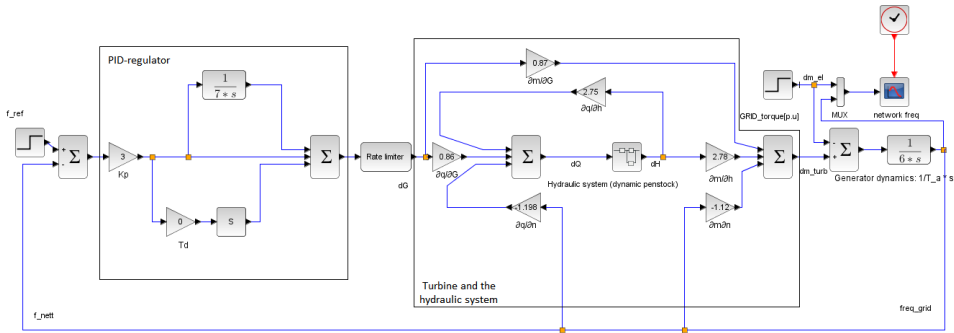 PID-regulator
f_ref
+
-
3
Kp
1
7*s
0
Td
S
Σ
Σ
Rate limiter
dG
0.87
∂m/∂G
2.75
∂q/∂h
0.86
∂q/∂G
Σ
dQ
Hydraulic system (dynamic penstock)
dH
2.78
∂m/∂h
-1.198
∂q/∂n
-1.12
∂m∂n
Σ
Turbine and the
hydraulic system
dm_el
GRID_torque[p.u]
MUX
network freq
dm_turb
-
+
Σ
1
6*s
Generator dynamics: 1/T_a * s
f_nett
freq_grid